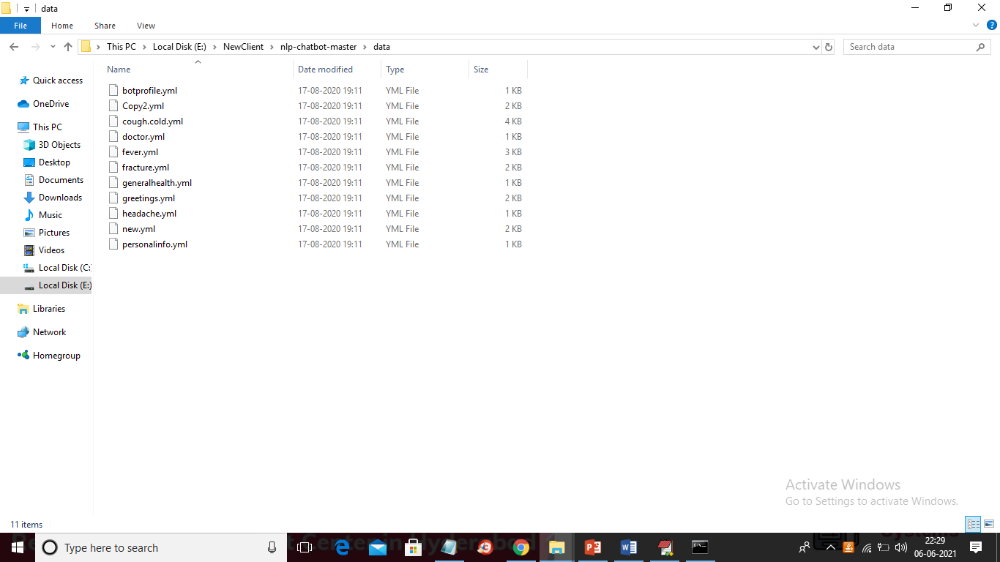 data
File Home Share View
This PC Local Disk (E:) NewClient nlp-chatbot-master data
Search data
Name Date modified Type Size
botprofile.yml 17-08-2020 19:11 YML File 1 KB
Copy2.yml 17-08-2020 19:11 YML File 2 KB
cough.cold.yml 17-08-2020 19:11 YML File 4 KB
doctor.yml 17-08-2020 19:11 YML File 1 KB
fever.yml 17-08-2020 19:11 YML File 3 KB
fracture.yml 17-08-2020 19:11 YML File 2 KB
generalhealth.yml 17-08-2020 19:11 YML File 1 KB
greetings.yml 17-08-2020 19:11 YML File 2 KB
headache.yml 17-08-2020 19:11 YML File 1 KB
new.yml 17-08-2020 19:11 YML File 2 KB
personalinfo.yml 17-08-2020 19:11 YML File 1 KB
Quick access
OneDrive
This PC
3D Objects
Desktop
Documents
Downloads
Music
Pictures
Videos
Local Disk (C:
Local Disk (E:)
Libraries
Network
Homegroup
Activate Windows
Go to Settings to activate Windows.
11 items
Type here to search
22:29
06-06-2021